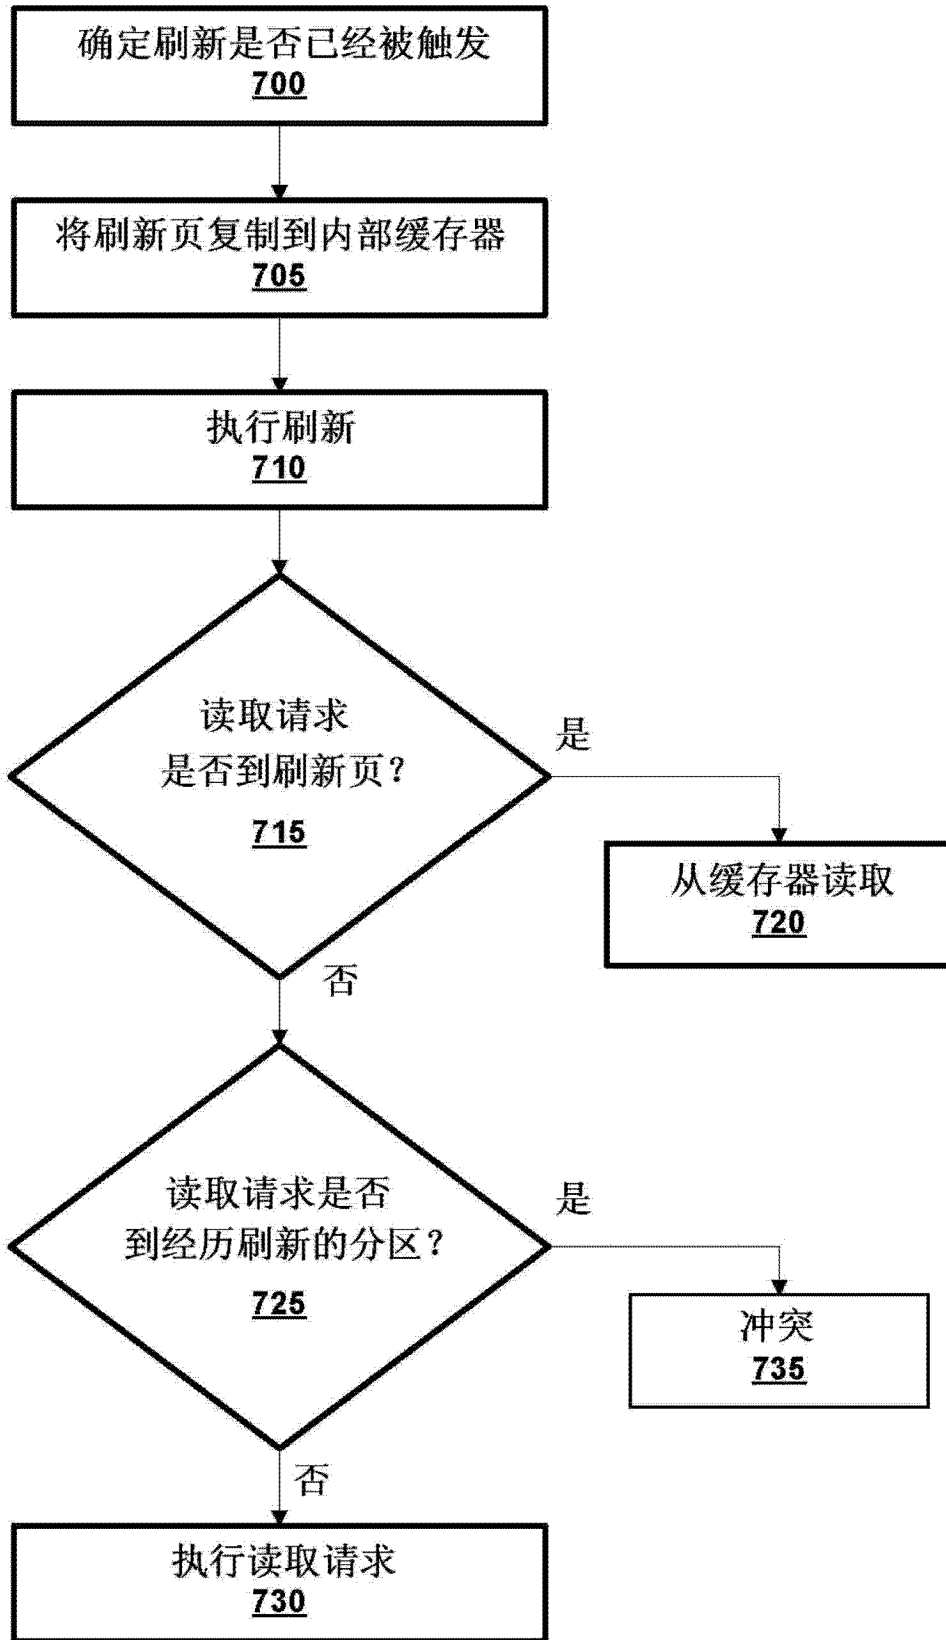 确定刷新是否已经被触发
700
将刷新页复制到内部缓存器
705
执行刷新
710
读取请求
是否到刷新页？
715
是
从缓存器读取
720
否
读取请求是否
到经历刷新的分区？
725
是
冲突
735
否
执行读取请求
730